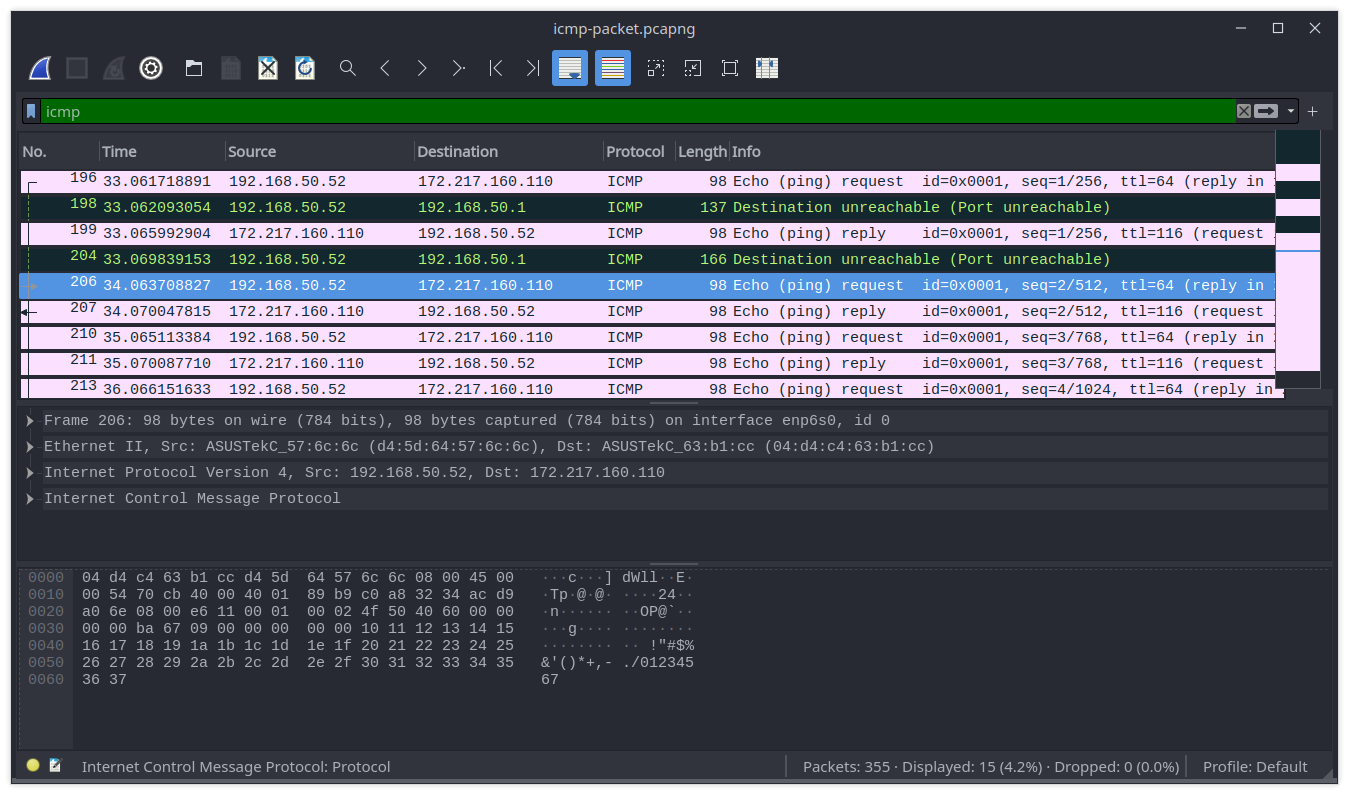 icmp-packet.pcapng
icmp
No. Time Source Destination Protocol Length Info
196 33.061718891 192.168.50.52 172.217.160.110 ICMP 98 Echo (ping) request id=0x0001, seq=1/256, ttl=64 (reply in
198 33.062093054 192.168.50.52 192.168.50.1 ICMP 137 Destination unreachable (Port unreachable)
199 33.065992904 172.217.160.110 192.168.50.52 ICMP 98 Echo (ping) reply id=0x0001, seq=1/256, ttl=116 (request
204 33.069839153 192.168.50.52 192.168.50.1 ICMP 166 Destination unreachable (Port unreachable)
206 34.063708827 192.168.50.52 172.217.160.110 ICMP 98 Echo (ping) request id=0x0001, seq=2/512, ttl=64 (reply in
207 34.070047815 172.217.160.110 192.168.50.52 ICMP 98 Echo (ping) reply id=0x0001, seq=2/512, ttl=116 (request
210 35.065113384 192.168.50.52 172.217.160.110 ICMP 98 Echo (ping) request id=0x0001, seq=3/768, ttl=64 (reply in
211 35.070087710 172.217.160.110 192.168.50.52 ICMP 98 Echo (ping) reply id=0x0001, seq=3/768, ttl=116 (request
213 36.066151633 192.168.50.52 172.217.160.110 ICMP 98 Echo (ping) request id=0x0001, seq=4/1024, ttl=64 (reply in
Frame 206: 98 bytes on wire (784 bits), 98 bytes captured (784 bits) on interface enp6s0, id 0
Ethernet II, Src: ASUSTekC_57:6c:6c (d4:5d:64:57:6c:6c), Dst: ASUSTekC_63:b1:cc (04:d4:c4:63:b1:cc)
Internet Protocol Version 4, Src: 192.168.50.52, Dst: 172.217.160.110
Internet Control Message Protocol
0000 04 d4 c4 63 b1 cc d4 5d 64 57 6c 6c 08 00 45 00 ···c···] dWll··E·
0010 00 54 70 cb 40 00 40 01 89 b9 c0 a8 32 34 ac d9 ·Tp·@·@· ····24··
0020 a0 6e 08 00 e6 11 00 01 00 02 4f 50 40 60 00 00 ·n······ ··OP@`··
0030 00 00 ba 67 09 00 00 00 00 00 10 11 12 13 14 15 ···g···· ········
0040 16 17 18 19 1a 1b 1c 1d 1e 1f 20 21 22 23 24 25 ········ ·· !"#$%
0050 26 27 28 29 2a 2b 2c 2d 2e 2f 30 31 32 33 34 35 &'()*+,- ./012345
0060 36 37 67
Internet Control Message Protocol: Protocol Packets: 355 · Displayed: 15 (4.2%) · Dropped: 0 (0.0%) Profile: Default